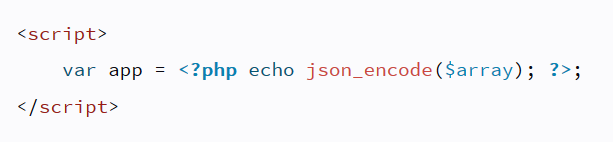 <script>
    var app = <?php echo json_encode($array); ?>;
</script>